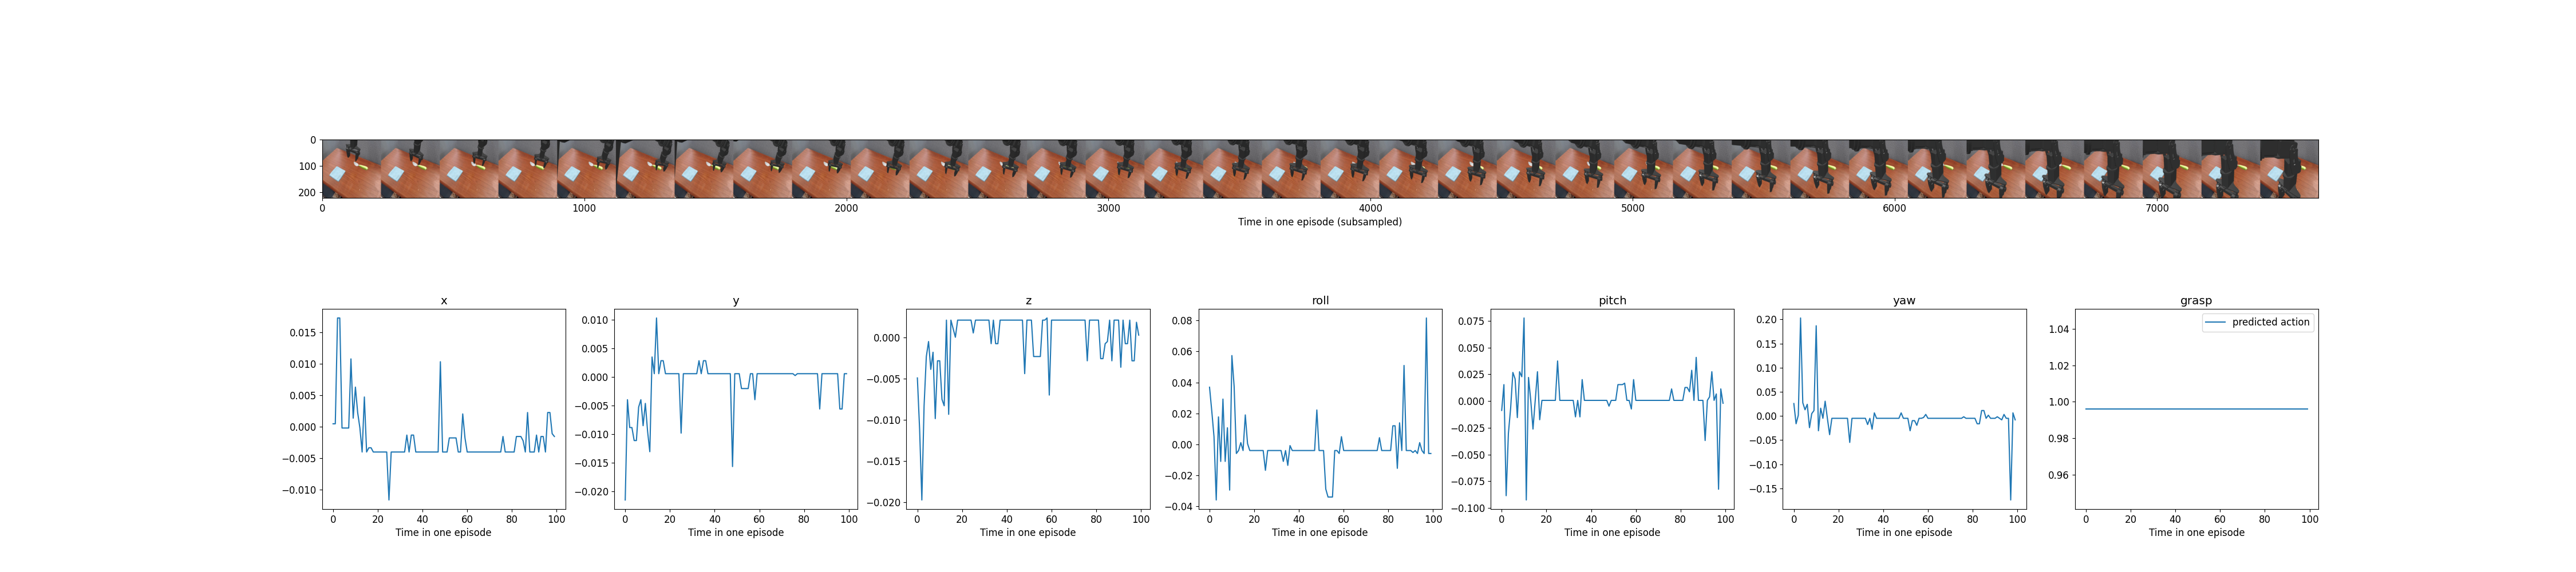 0
100
200
0 1000 2000 3000 4000 5000 6000 7000
Time in one episode (subsampled)
x
0.015
0.010
0.005
0.000
−0.005
−0.010
0 20 40 60 80 100
Time in one episode
y
0.010
0.005
0.000
−0.005
−0.010
−0.015
−0.020
0 20 40 60 80 100
Time in one episode
z
0.000
−0.005
−0.010
−0.015
−0.020
0 20 40 60 80 100
Time in one episode
roll
0.08
0.06
0.04
0.02
0.00
−0.02
−0.04
0 20 40 60 80 100
Time in one episode
pitch
0.075
0.050
0.025
0.000
−0.025
−0.050
−0.075
−0.100
0 20 40 60 80 100
Time in one episode
yaw
0.20
0.15
0.10
0.05
0.00
−0.05
−0.10
−0.15
0 20 40 60 80 100
Time in one episode
grasp
predicted action
1.04
1.02
1.00
0.98
0.96
0 20 40 60 80 100
Time in one episode